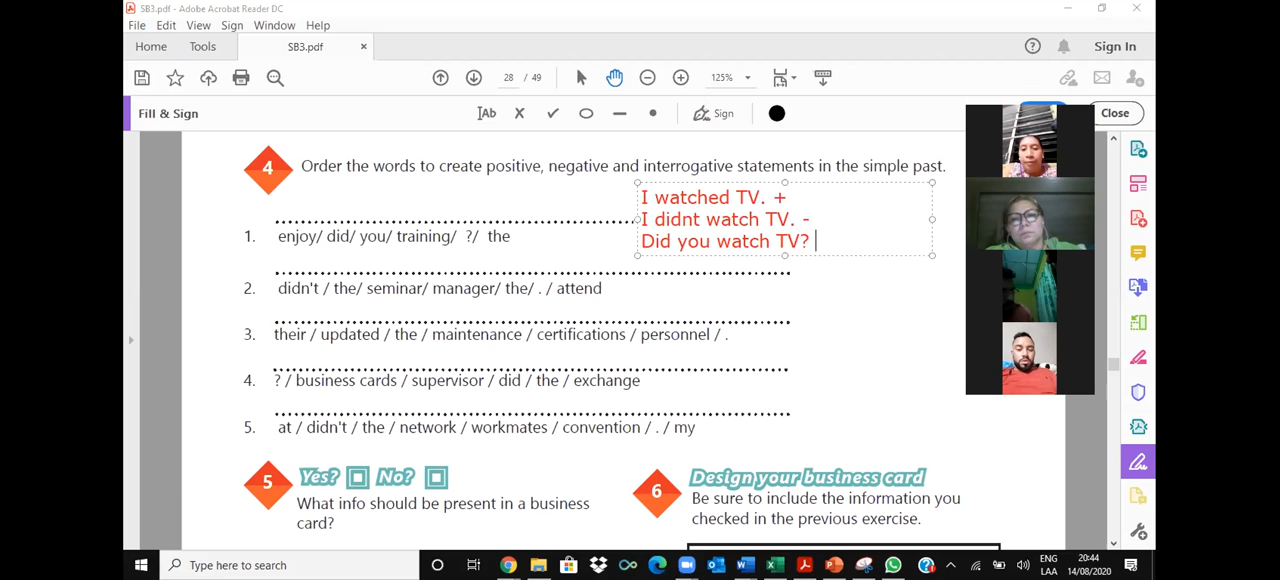 SB3.pdf - Adobe Acrobat Reader DC
File Edit View Sign Window Help
Home Tools SB3.pdf × Sign In
28 / 49 125%
Fill & Sign Ab Sign Close
4 Order the words to create positive, negative and interrogative statements in the simple past.
I watched TV. +
I didnt watch TV. -
Did you watch TV?
1. enjoy/ did/ you/ training/ ?/ the
2. didn't / the/ seminar/ manager/ the/ . / attend
3. their / updated / the / maintenance / certifications / personnel / .
4. ? / business cards / supervisor / did / the / exchange
5. at / didn't / the / network / workmates / convention / . / my
5 Yes? No?
What info should be present in a business
card?
6 Design your business card
Be sure to include the information you
checked in the previous exercise.
Type here to search
ENG
LAA
20:44
14/08/2020